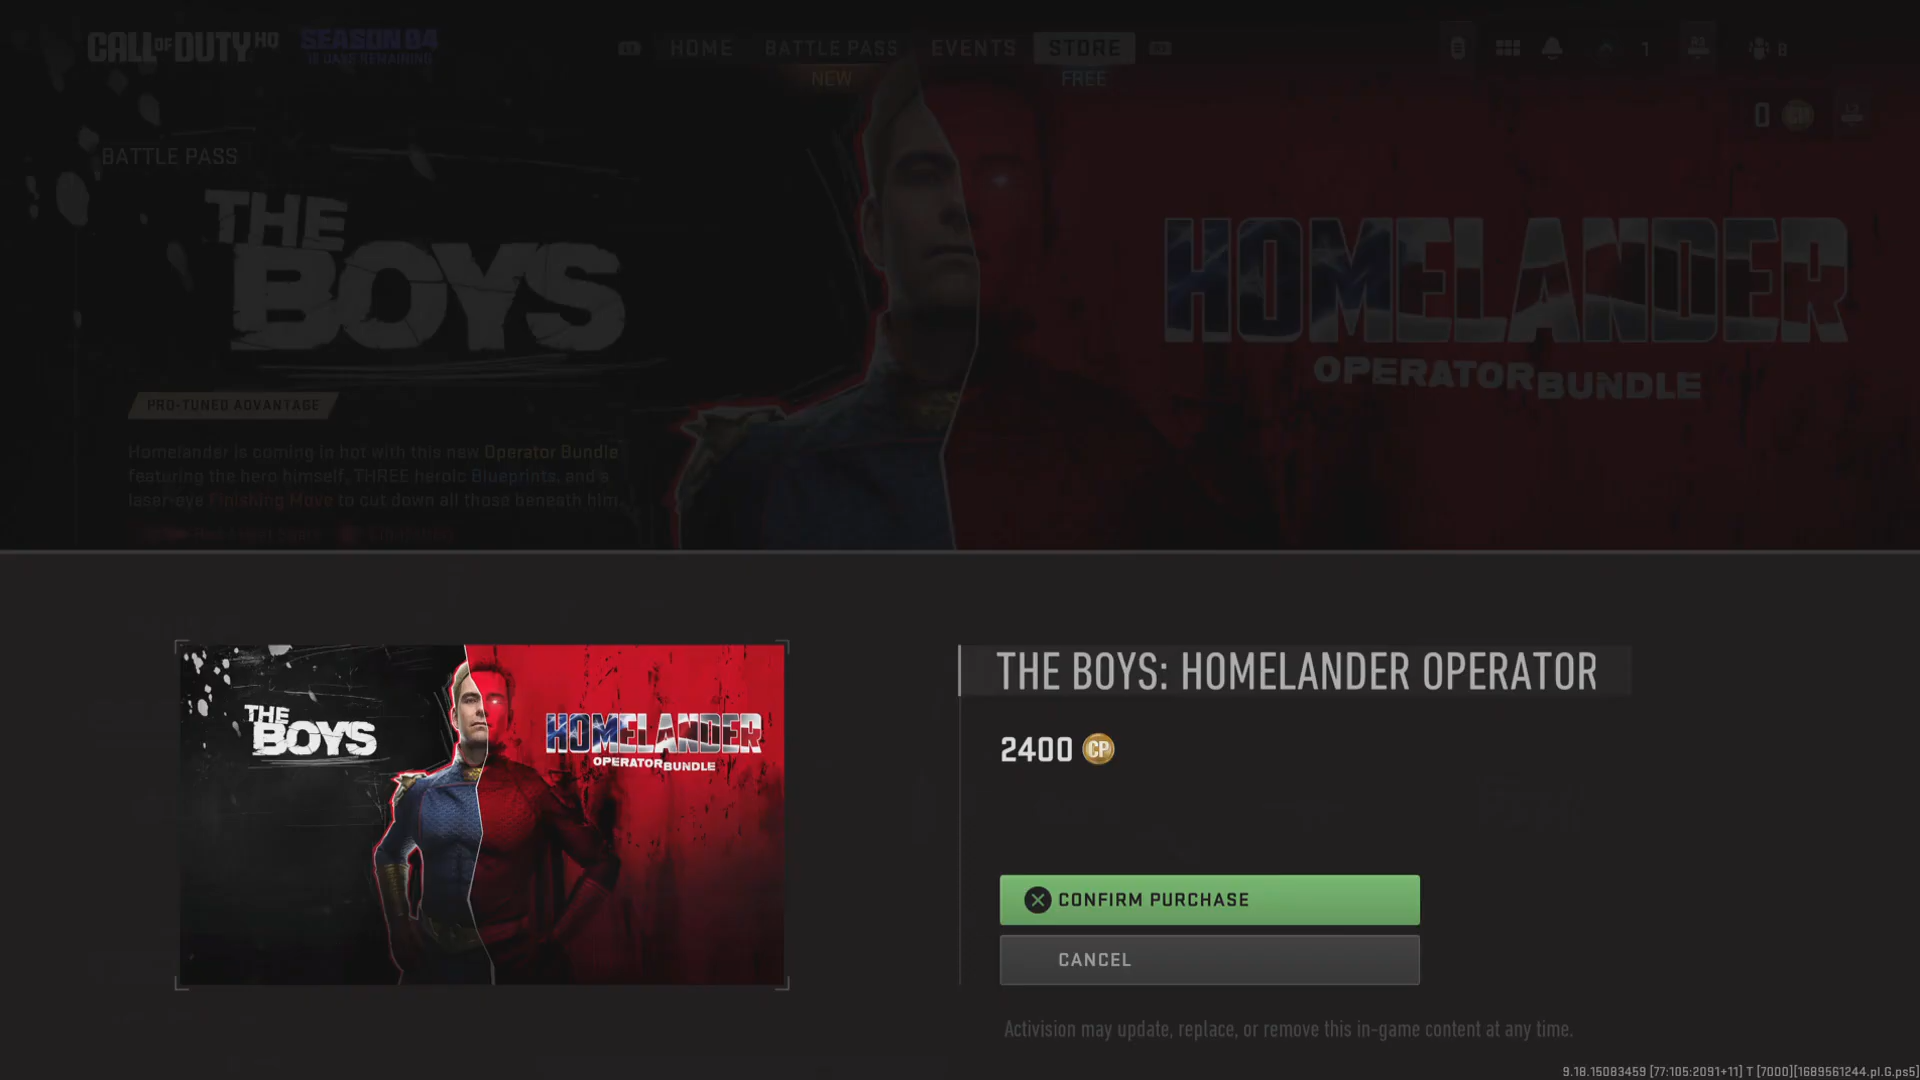 CALL OF DUTY HQ
SEASON 04
HOME
BATTLE PASS
EVENTS
STORE
1
R3
B
NEW
FREE
0
BATTLE PASS
THE
BOYS
HOMELANDER
OPERATOR BUNDLE
PRO-TUNED ADVANTAGE
Homelander is coming in hot with this new Operator Bundle
featuring the hero himself, THREE heroic Blueprints, and a
laser-eye Finishing Move to cut down all those beneath him.
THE
BOYS
HOMELANDER
OPERATOR BUNDLE
THE BOYS: HOMELANDER OPERATOR
2400 CP
CONFIRM PURCHASE
CANCEL
Activision may update, replace, or remove this in-game content at any time.
9.18.15083459 [77:105:2091+11] T [7000][1689561244.pl.G.ps5]